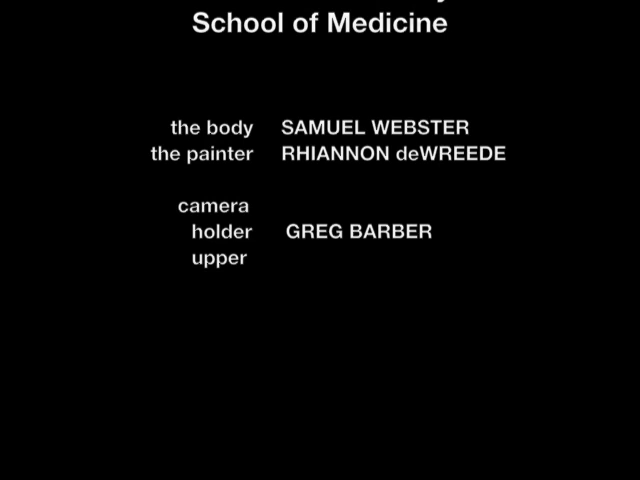 School of Medicine
the body SAMUEL WEBSTER
the painter RHIANNON deWREEDE
camera
holder GREG BARBER
upper